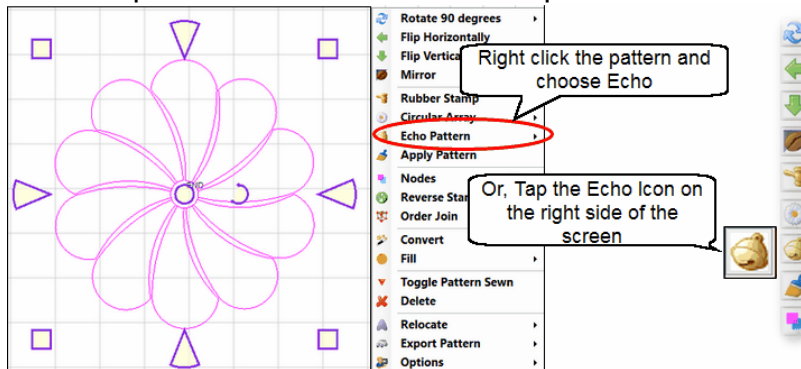 Rotate 90 degrees
Flip Horizontally
Flip Vertica
Mirror
Rubber Stamp
Circular Array
Echo Pattern
Apply Pattern
Nodes
Reverse Star
Order Join
Convert
Fill
Toggle Pattern Sewn
Delete
Relocate
Export Pattern
Options
Right click the pattern and
choose Echo
Or, Tap the Echo Icon on
the right side of the
screen